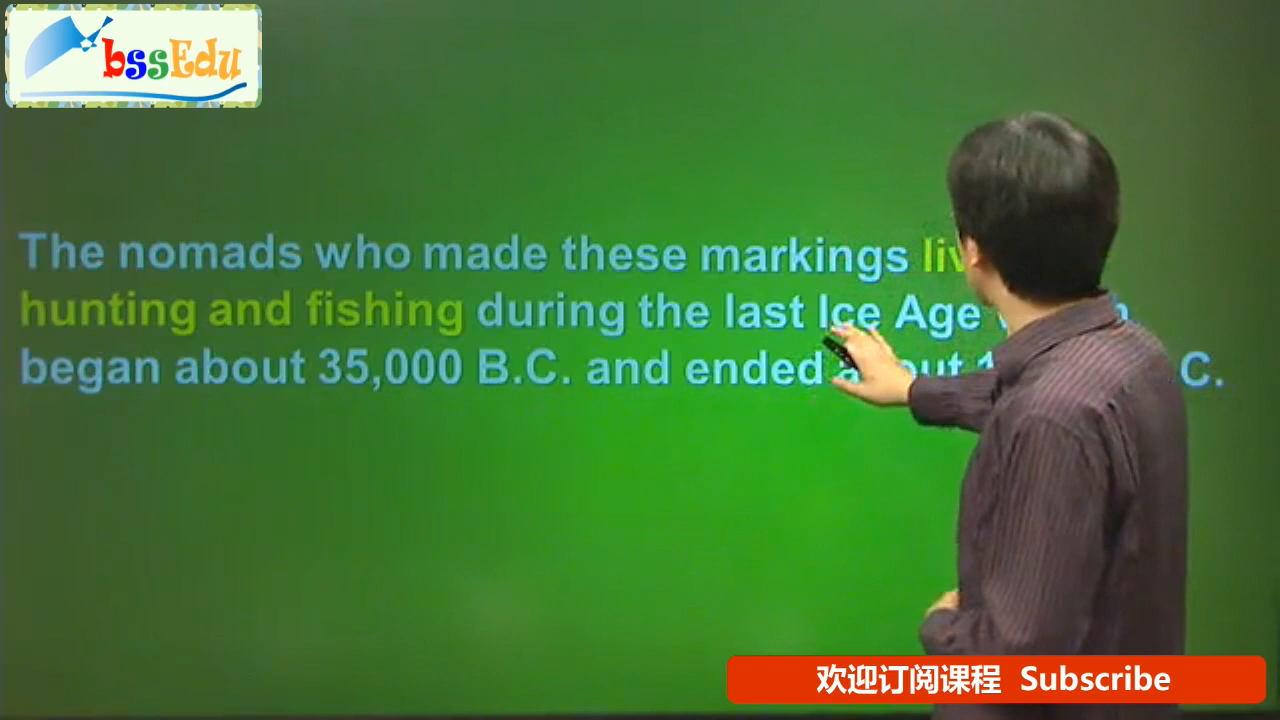 bssEdu
The nomads who made these markings
hunting and fishing during the last Ice Age
began about 35,000 B.C. and ended about C.
欢迎订阅课程 Subscribe